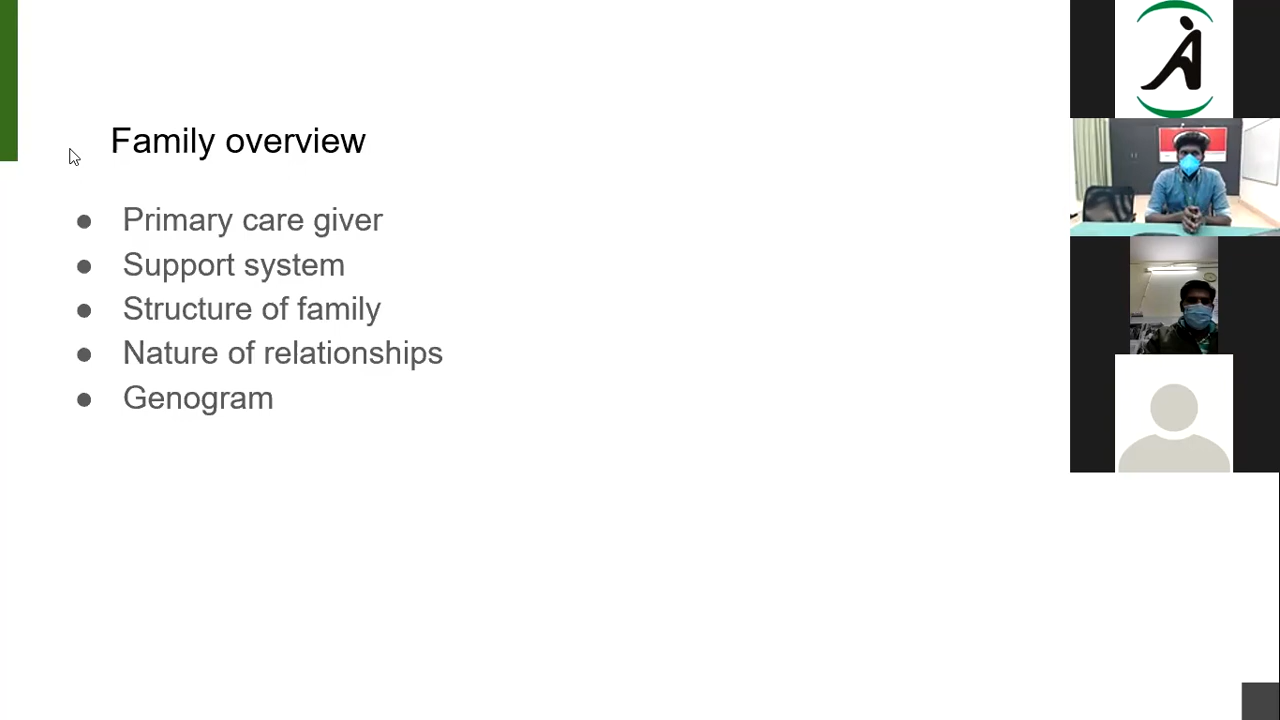 Family overview
Primary care giver
Support system
Structure of family
Nature of relationships
Genogram